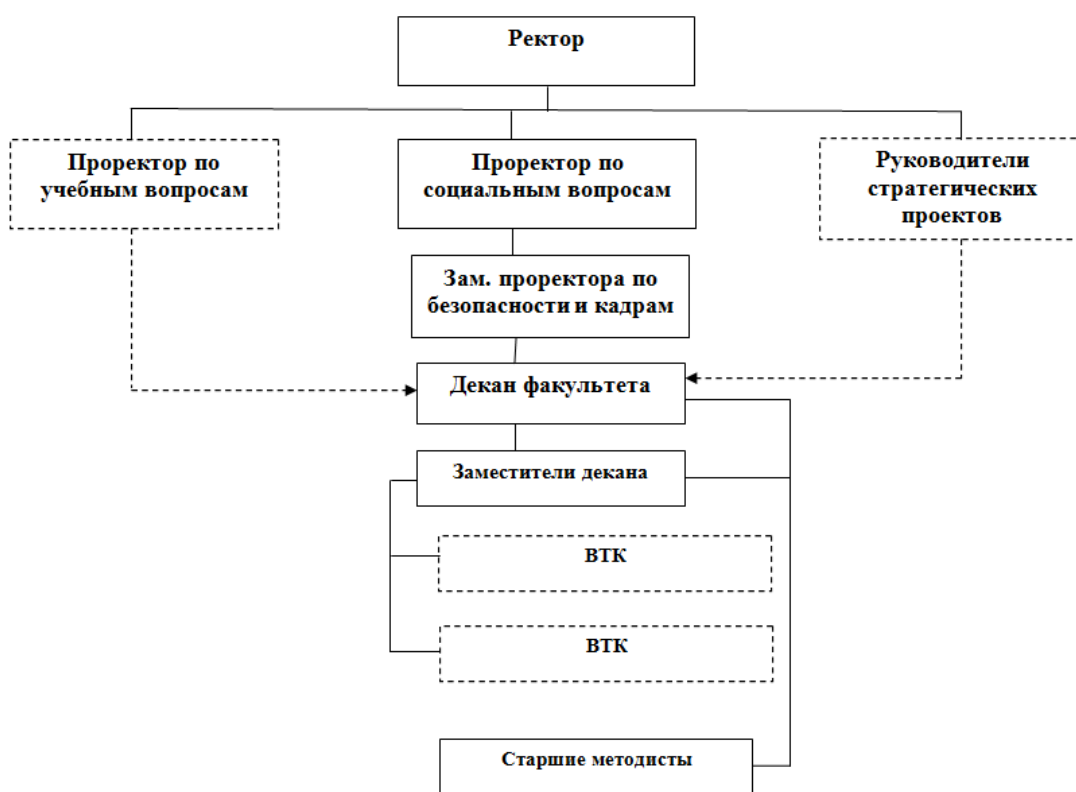 Ректор
Проректор по
учебным вопросам
Проректор по
социальным вопросам
Руководители
стратегических
проектов
Зам. проректора по
безопасности и кадрам
Декан факультета
Заместители декана
ВТК
ВТК
Старшие методисты